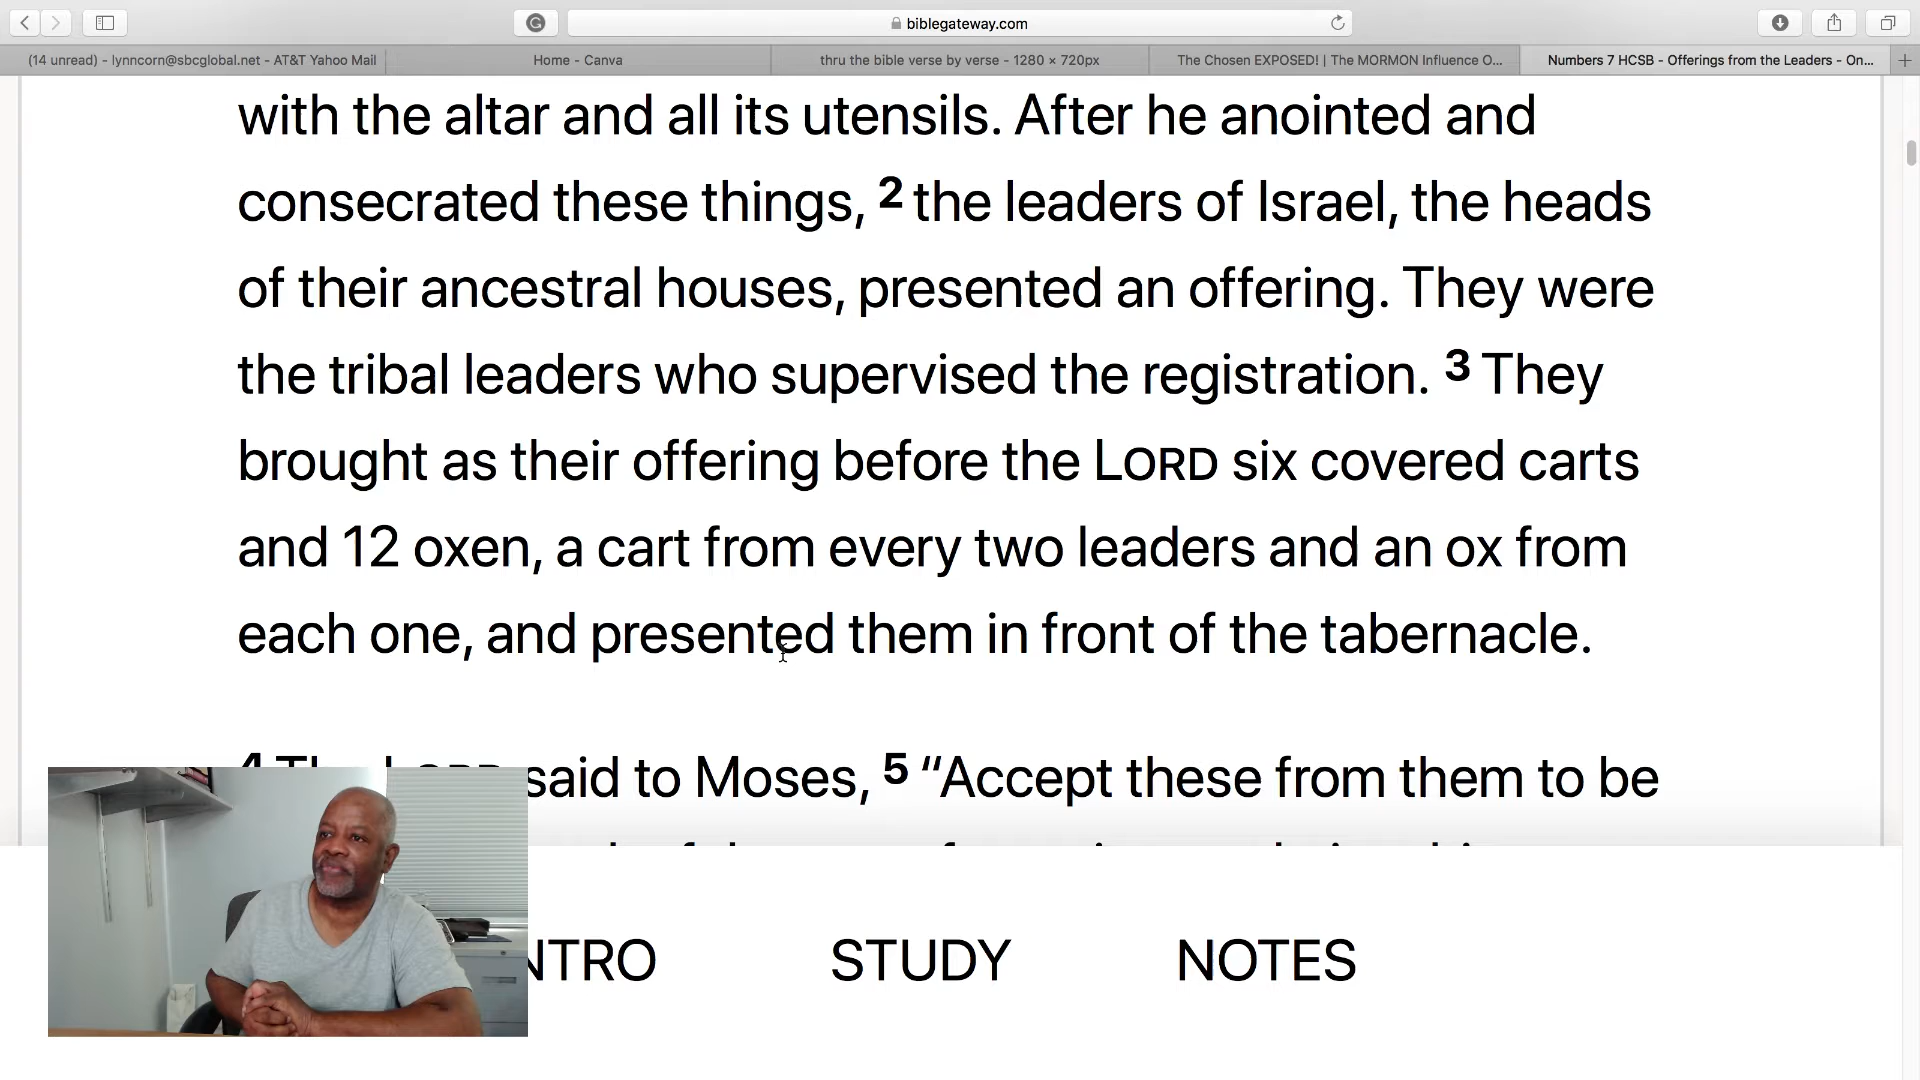 biblegateway.com
(14 unread) - lynncorn@sbcglobal.net - AT&T Yahoo Mail
Home - Canva
thru the bible verse by verse - 1280 × 720px
The Chosen EXPOSED! | The MORMON Influence O...
Numbers 7 HCSB - Offerings from the Leaders - On...
with the altar and all its utensils. After he anointed and
consecrated these things, 2 the leaders of Israel, the heads
of their ancestral houses, presented an offering. They were
the tribal leaders who supervised the registration. 3 They
brought as their offering before the LORD six covered carts
and 12 oxen, a cart from every two leaders and an ox from
each one, and presented them in front of the tabernacle.
4 The LORD said to Moses, 5 “Accept these from them to be
NTRO
STUDY
NOTES